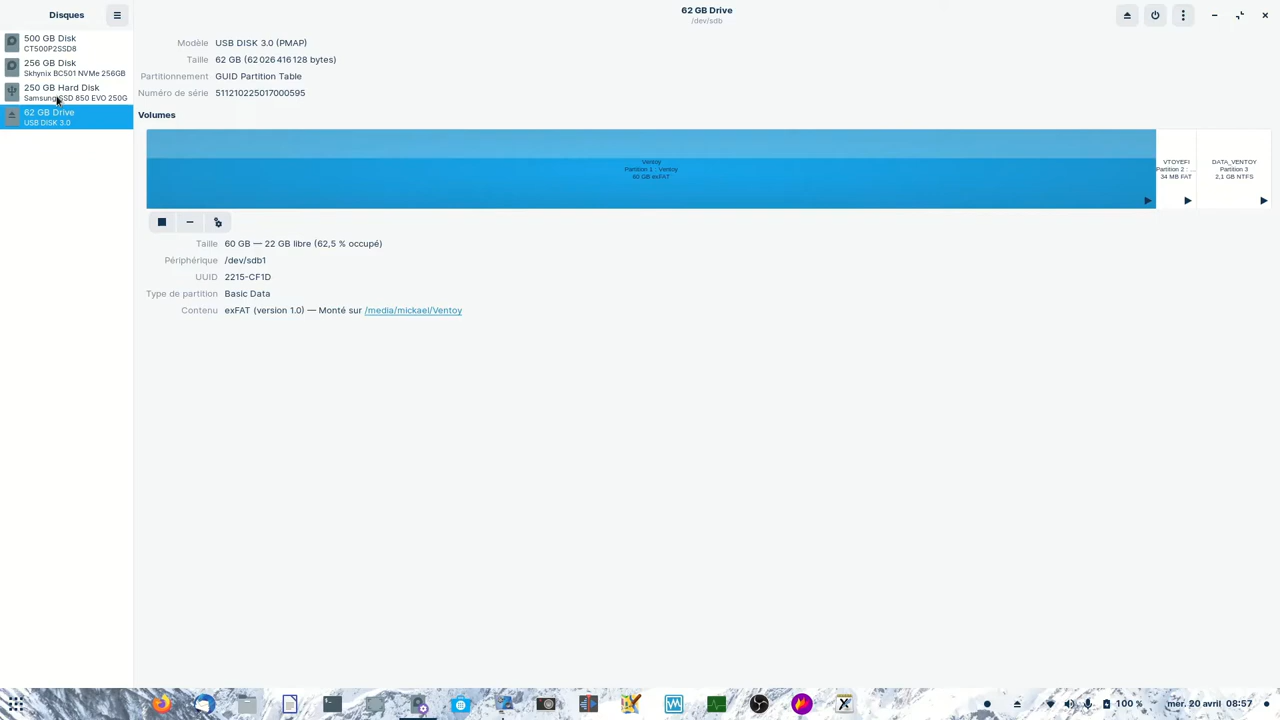 Disques
62 GB Drive
/dev/sdb
500 GB Disk
CT500P2SSD8
256 GB Disk
Skhynix BC501 NVMe 256GB
250 GB Hard Disk
Samsung SSD 850 EVO 250G
62 GB Drive
USB DISK 3.0
Modèle USB DISK 3.0 (PMAP)
Taille 62 GB (62 026 416 128 bytes)
Partitionnement GUID Partition Table
Numéro de série 511210225017000595
Volumes
Ventoy
Partition 1 : Ventoy
60 GB exFAT
VTOYEFI
Partition 2 : ...
34 MB FAT
DATA_VENTOY
Partition 3
2,1 GB NTFS
Taille 60 GB — 22 GB libre (62,5 % occupé)
Périphérique /dev/sdb1
UUID 2215-CF1D
Type de partition Basic Data
Contenu exFAT (version 1.0) — Monté sur /media/mickael/Ventoy
100 %
mer. 20 avril 08:57